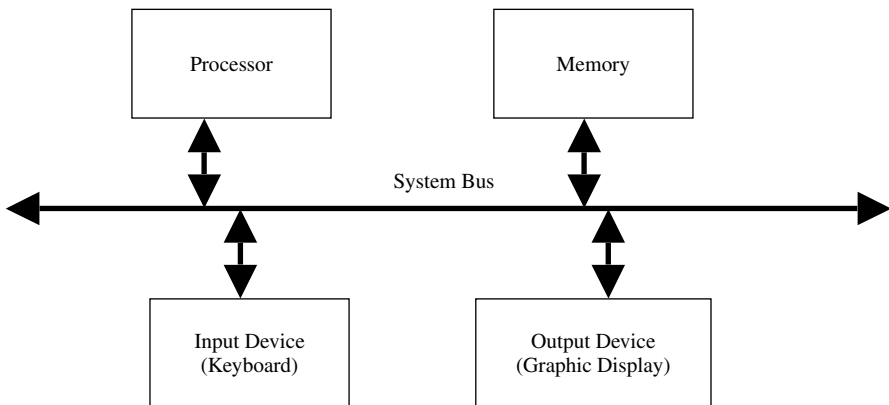 Processor
Memory
System Bus
Input Device
(Keyboard)
Output Device
(Graphic Display)